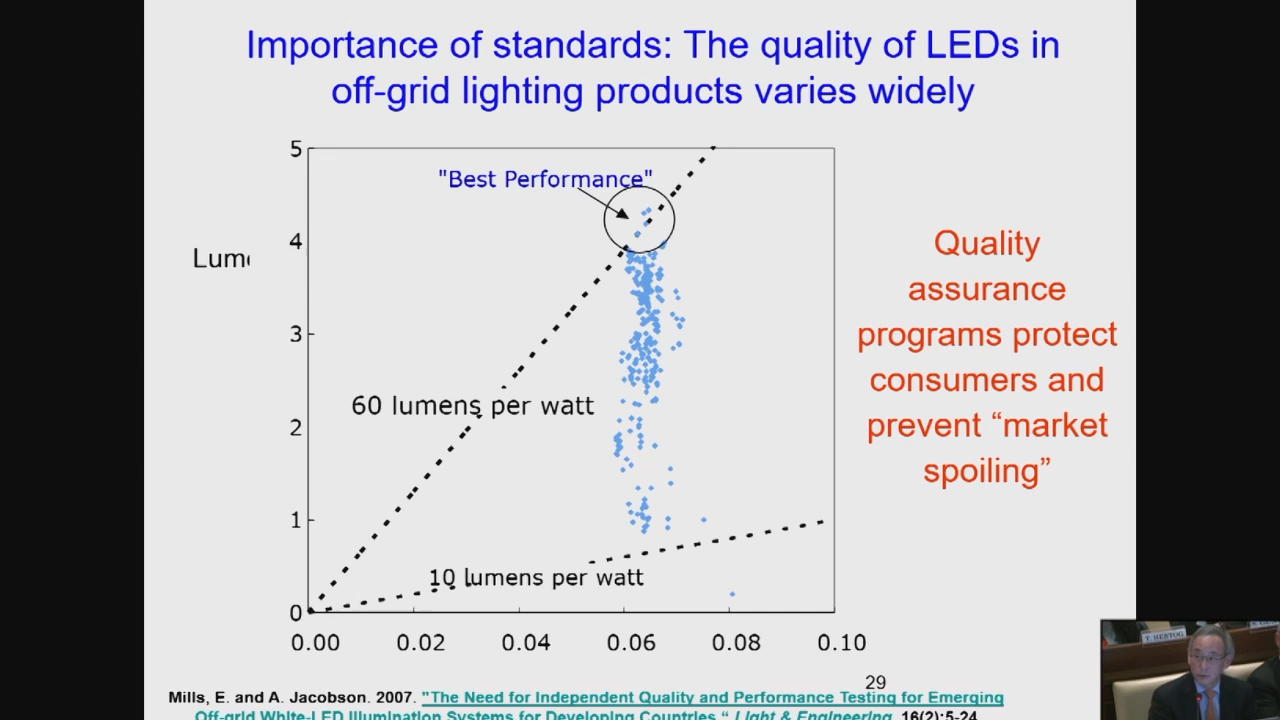 Importance of standards: The quality of LEDs in
off-grid lighting products varies widely
5
"Best Performance"
4
Lum
3
60 lumens per watt
2
1
10 lumens per watt
0
0.00 0.02 0.04 0.06 0.08 0.10
Quality
assurance
programs protect
consumers and
prevent “market
spoiling”
29
Mills, E. and A. Jacobson. 2007. "The Need for Independent Quality and Performance Testing for Emerging
Off-grid White-LED Illumination Systems for Developing Countries," Light & Engineering 16(2):5-24
T. HERTOG